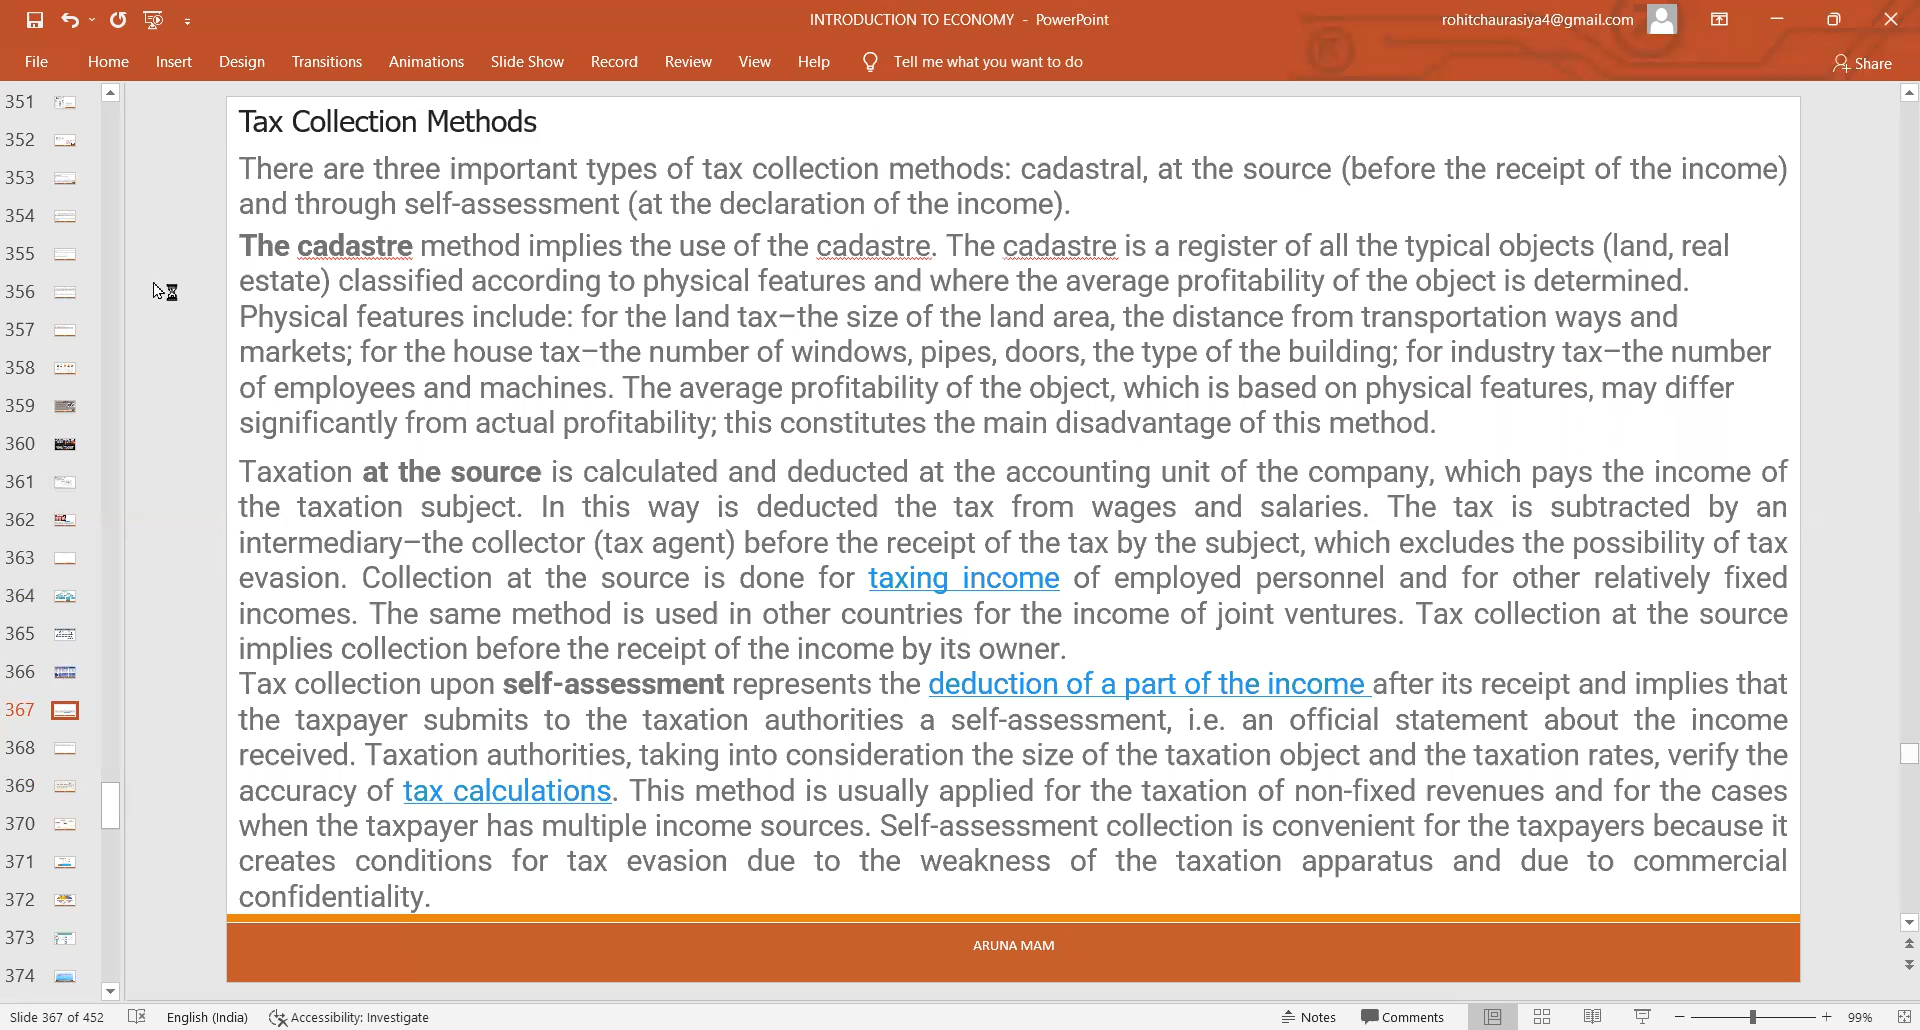 INTRODUCTION TO ECONOMY - PowerPoint
rohitchaurasiya4@gmail.com
File Home Insert Design Transitions Animations Slide Show Record Review View Help Tell me what you want to do
Share
351
352
353
354
355
356
357
358
359
360
361
362
363
364
365
366
367
368
369
370
371
372
373
374
Tax Collection Methods
There are three important types of tax collection methods: cadastral, at the source (before the receipt of the income)
and through self-assessment (at the declaration of the income).
The cadastre method implies the use of the cadastre. The cadastre is a register of all the typical objects (land, real
estate) classified according to physical features and where the average profitability of the object is determined.
Physical features include: for the land tax–the size of the land area, the distance from transportation ways and
markets; for the house tax–the number of windows, pipes, doors, the type of the building; for industry tax–the number
of employees and machines. The average profitability of the object, which is based on physical features, may differ
significantly from actual profitability; this constitutes the main disadvantage of this method.
Taxation at the source is calculated and deducted at the accounting unit of the company, which pays the income of
the taxation subject. In this way is deducted the tax from wages and salaries. The tax is subtracted by an
intermediary–the collector (tax agent) before the receipt of the tax by the subject, which excludes the possibility of tax
evasion. Collection at the source is done for taxing income of employed personnel and for other relatively fixed
incomes. The same method is used in other countries for the income of joint ventures. Tax collection at the source
implies collection before the receipt of the income by its owner.
Tax collection upon self-assessment represents the deduction of a part of the income after its receipt and implies that
the taxpayer submits to the taxation authorities a self-assessment, i.e. an official statement about the income
received. Taxation authorities, taking into consideration the size of the taxation object and the taxation rates, verify the
accuracy of tax calculations. This method is usually applied for the taxation of non-fixed revenues and for the cases
when the taxpayer has multiple income sources. Self-assessment collection is convenient for the taxpayers because it
creates conditions for tax evasion due to the weakness of the taxation apparatus and due to commercial
confidentiality.
ARUNA MAM
Slide 367 of 452 English (India) Accessibility: Investigate Notes Comments 99%